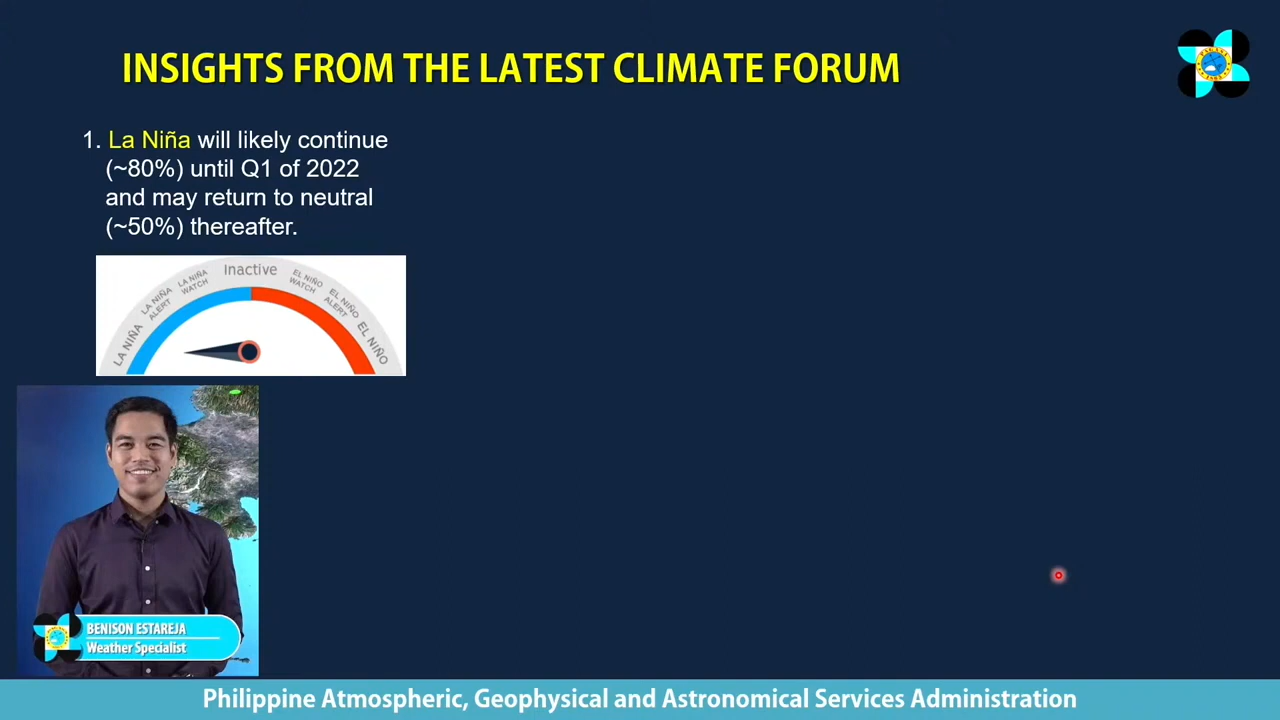 INSIGHTS FROM THE LATEST CLIMATE FORUM
1. La Niña will likely continue
(~80%) until Q1 of 2022
and may return to neutral
(~50%) thereafter.
LA NIÑA
LA NIÑA
ALERT
LA NIÑA
WATCH
Inactive
EL NIÑO
WATCH
EL NIÑO
ALERT
EL NIÑO
BENISON ESTAREJA
Weather Specialist
Philippine Atmospheric, Geophysical and Astronomical Services Administration